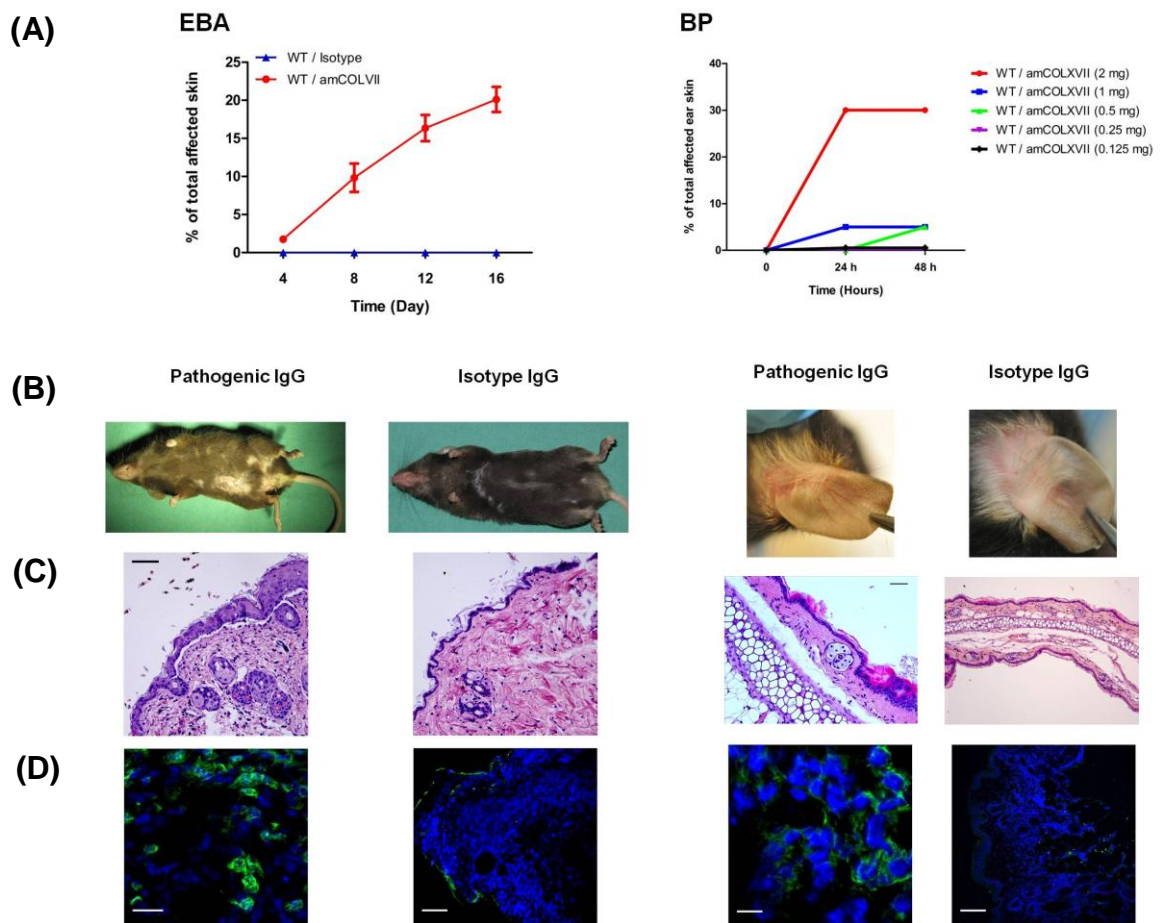 (A)
EBA
WT / Isotype
WT / amCOLVII
% of total affected skin
25
20
15
10
5
0
4 8 12 16
Time (Day)
BP
WT / amCOLXVII (2 mg)
WT / amCOLXVII (1 mg)
WT / amCOLXVII (0.5 mg)
WT / amCOLXVII (0.25 mg)
WT / amCOLXVII (0.125 mg)
% of total affected ear skin
40
30
20
10
0
0 24 h 48 h
Time (Hours)
(B)
Pathogenic IgG Isotype IgG
Pathogenic IgG Isotype IgG
(C)
(D)